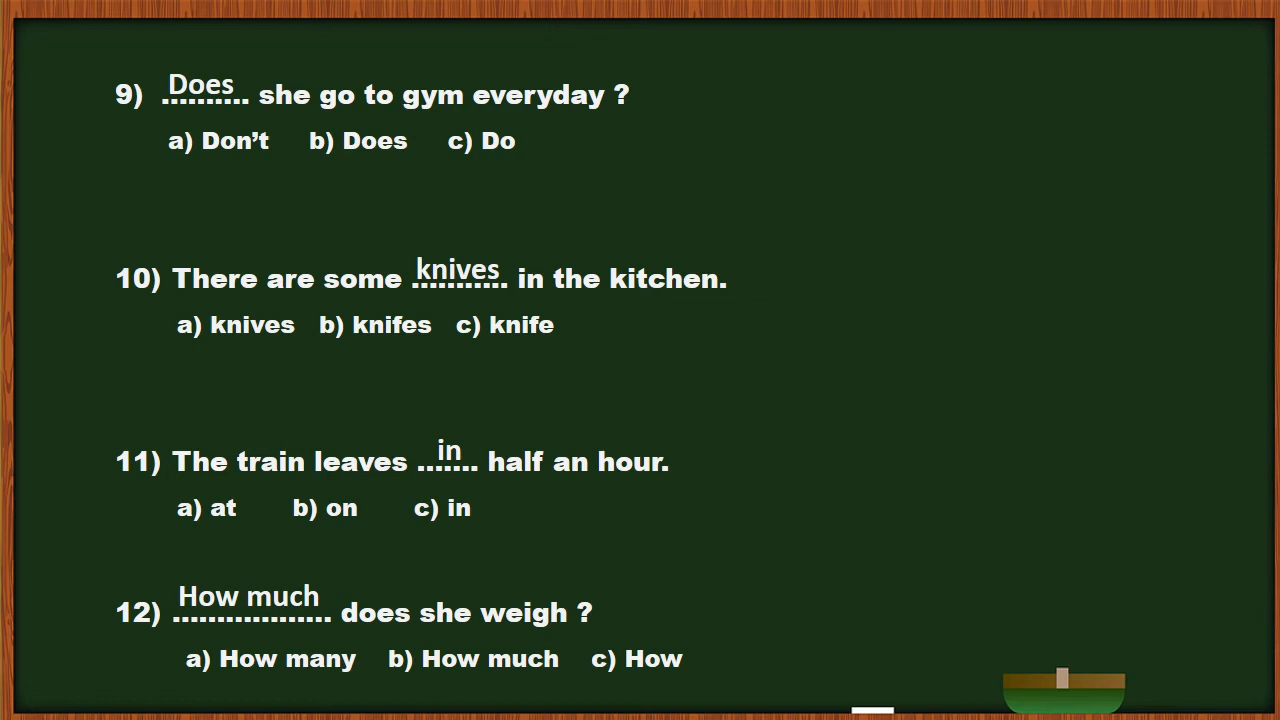 9) Does .......... she go to gym everyday ?
a) Don’t b) Does c) Do
10) There are some knives ........... in the kitchen.
a) knives b) knifes c) knife
11) The train leaves in ....... half an hour.
a) at b) on c) in
12) How much .................. does she weigh ?
a) How many b) How much c) How